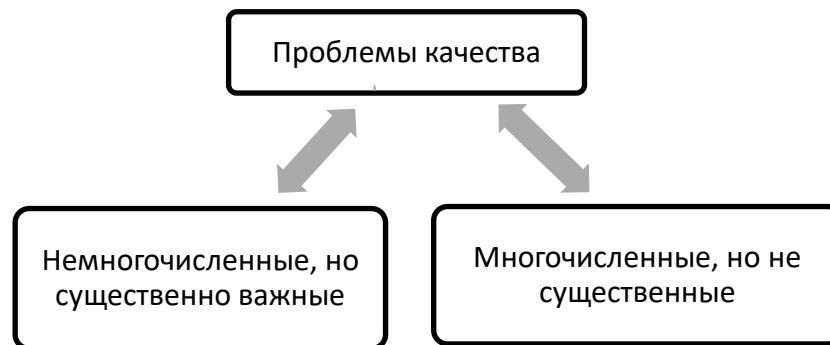 Проблемы качества
Немногочисленные, но
существенно важные
Многочисленные, но не
существенные